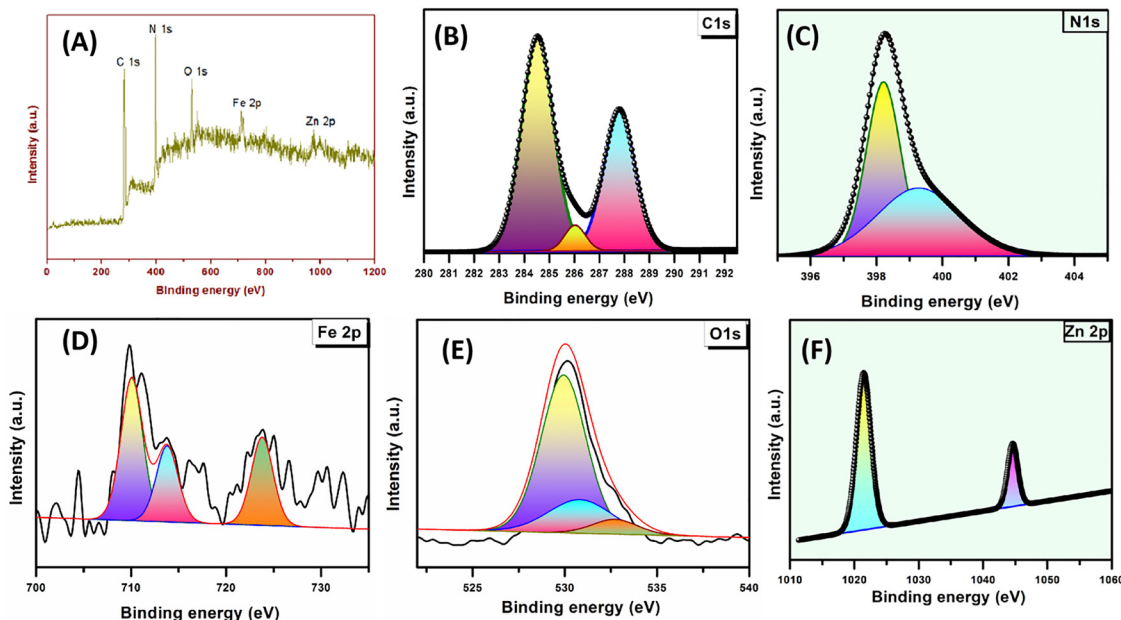 (A)
C 1s
N 1s
O 1s
Fe 2p
Zn 2p
Intensity (a.u.)
0 200 400 600 800 1000 1200
Binding energy (eV)
(B)
C1s
Intensity (a.u.)
280 281 282 283 284 285 286 287 288 289 290 291 292
Binding energy (eV)
(C)
N1s
Intensity (a.u.)
396 398 400 402 404
Binding energy (eV)
(D)
Fe 2p
Intensity (a.u.)
700 710 720 730
Binding energy (eV)
(E)
O1s
Intensity (a.u.)
525 530 535 540
Binding energy (eV)
(F)
Zn 2p
Intensity (a.u.)
1010 1020 1030 1040 1050 1060
Binding energy (eV)